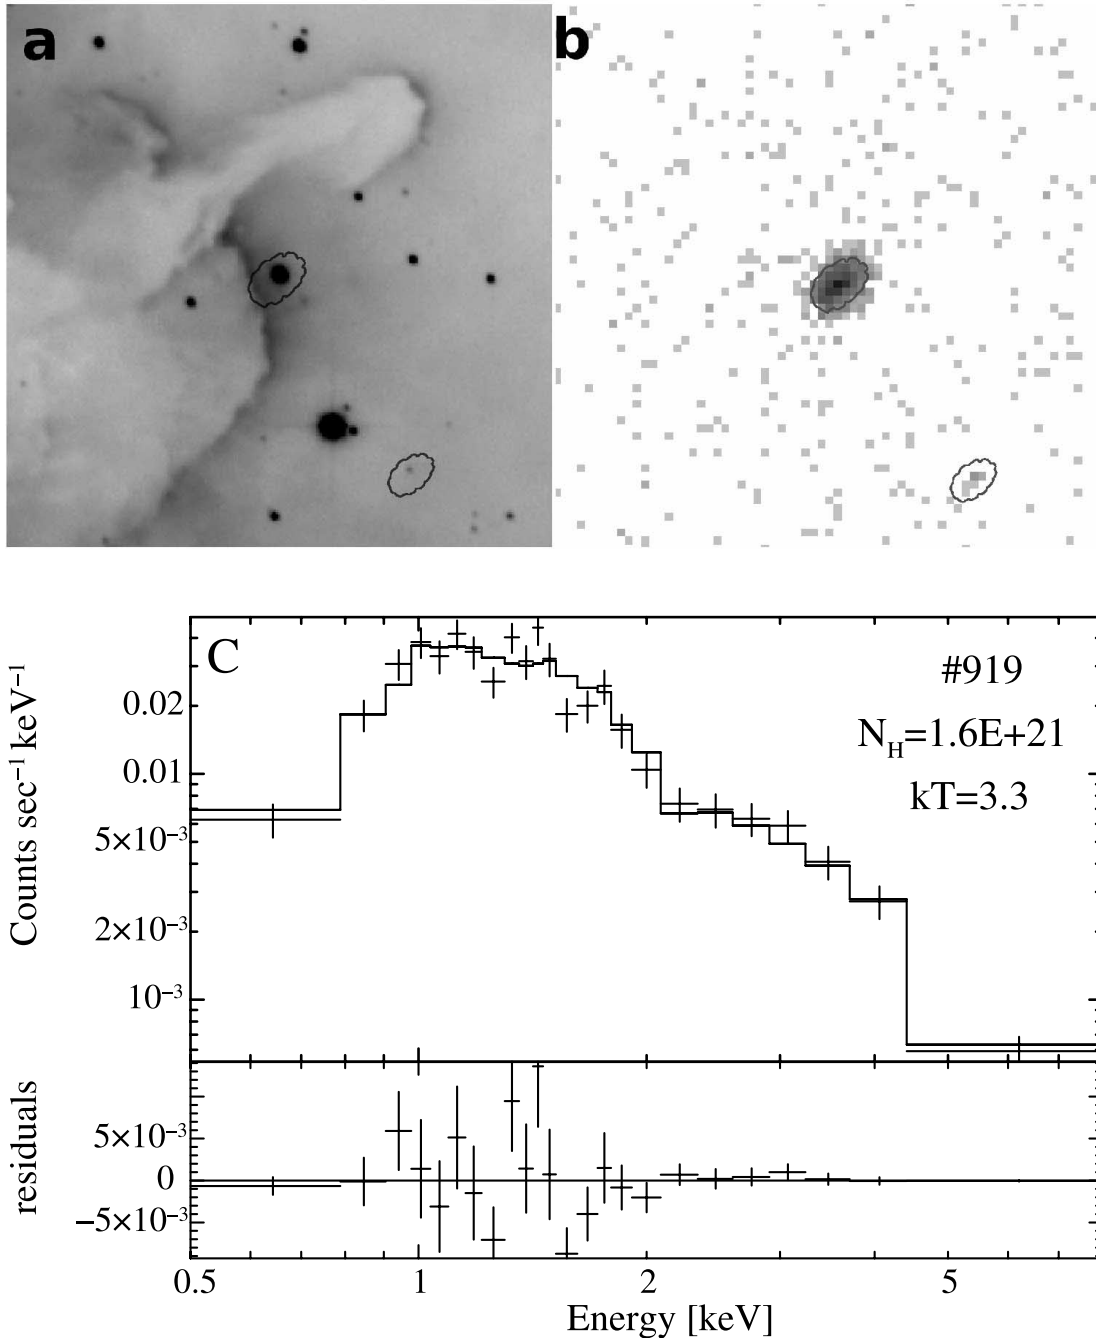 a b
C
#919
N_H=1.6E+21
kT=3.3
Counts sec⁻¹ keV⁻¹
0.02
0.01
5×10⁻³
2×10⁻³
10⁻³
residuals
5×10⁻³
0
−5×10⁻³
0.5 1 2 5
Energy [keV]